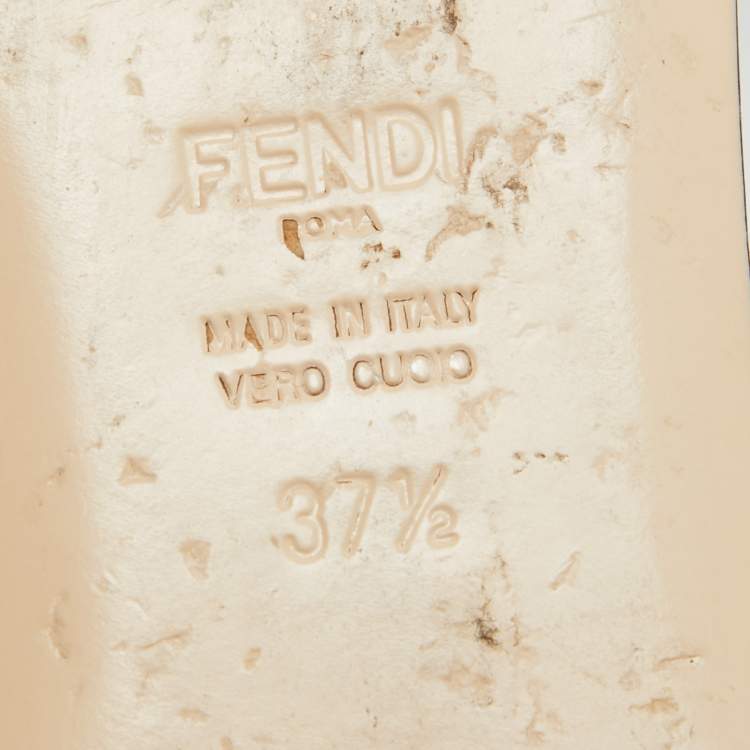 FENDI
ROMA
MADE IN ITALY
VERO CUOIO
37½